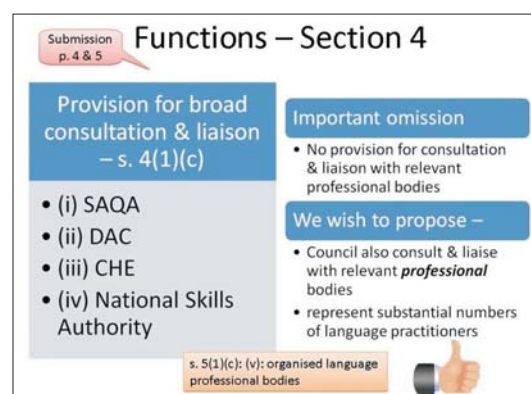 Submission
p. 4 & 5
Functions – Section 4
Provision for broad
consultation & liaison
– s. 4(1)(c)
• (i) SAQA
• (ii) DAC
• (iii) CHE
• (iv) National Skills
Authority
Important omission
• No provision for consultation
& liaison with relevant
professional bodies
We wish to propose –
• Council also consult & liaise
with relevant professional
bodies
• represent substantial numbers
of language practitioners
s. 5(1)(c): (v): organised language
professional bodies